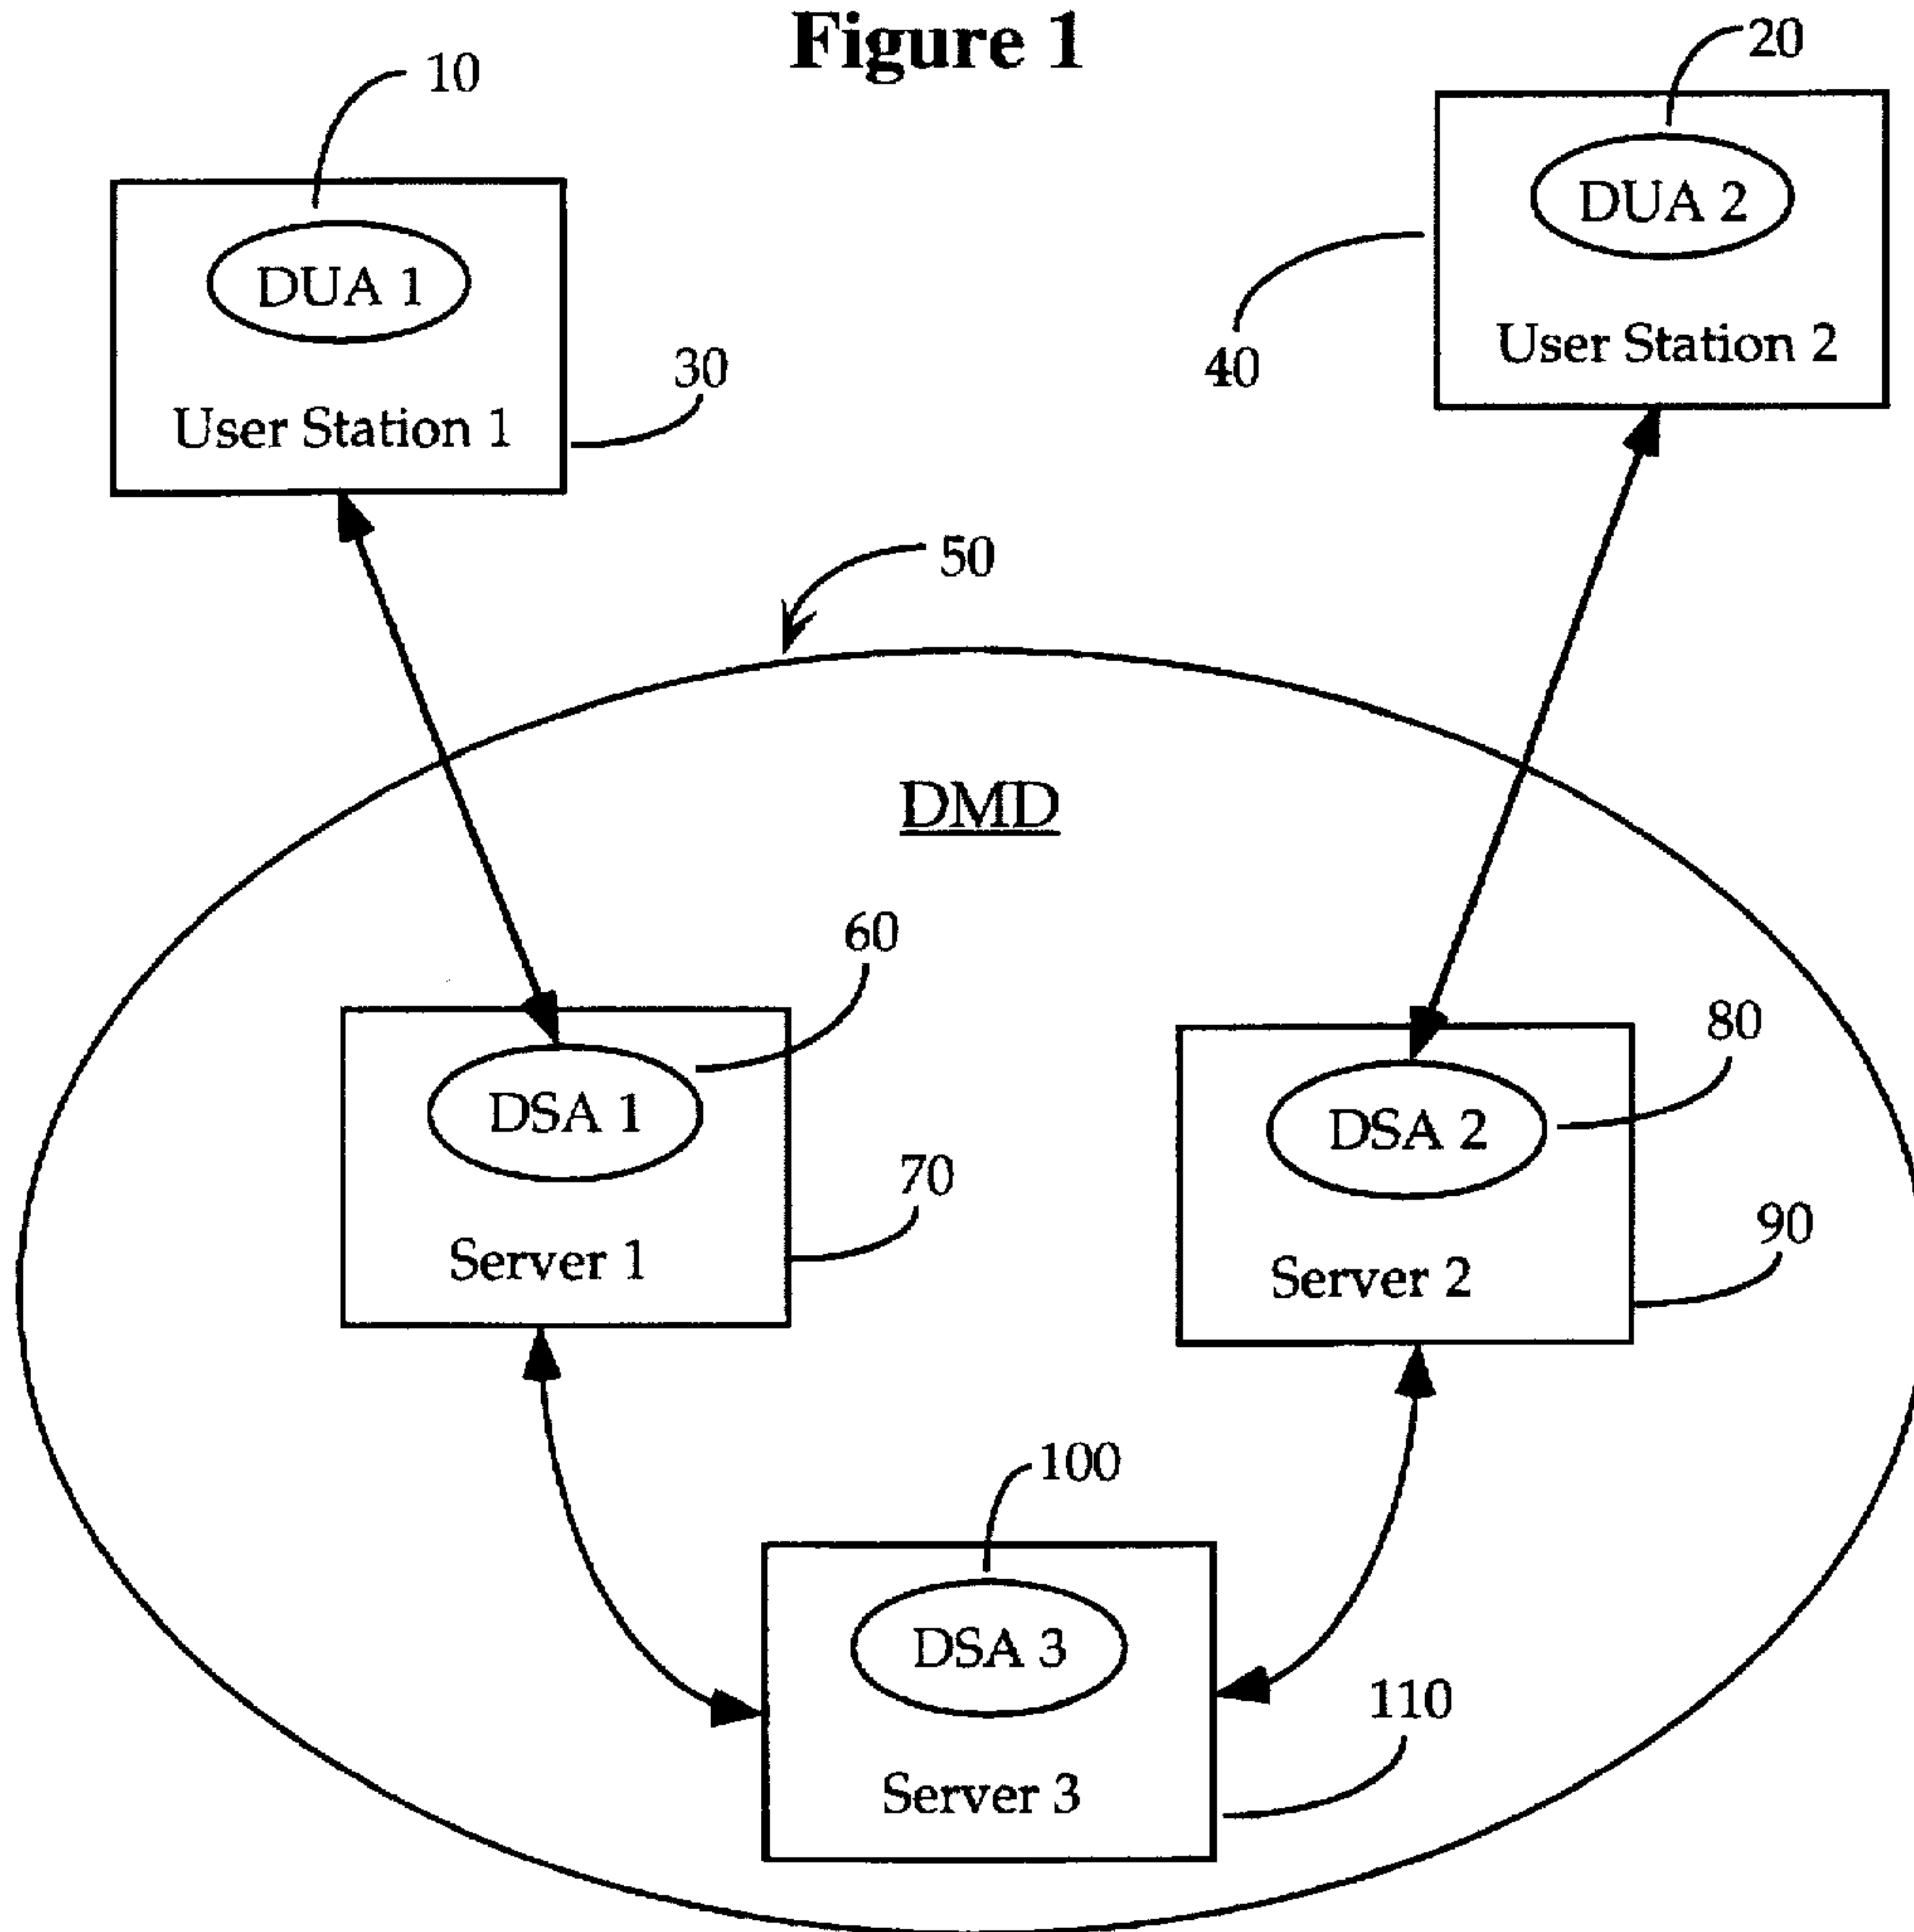 Figure 1
10
20
DUA 1
User Station 1
30
DUA 2
User Station 2
40
50
DMD
60
DSA 1
Server 1
70
80
DSA 2
Server 2
90
100
DSA 3
Server 3
110